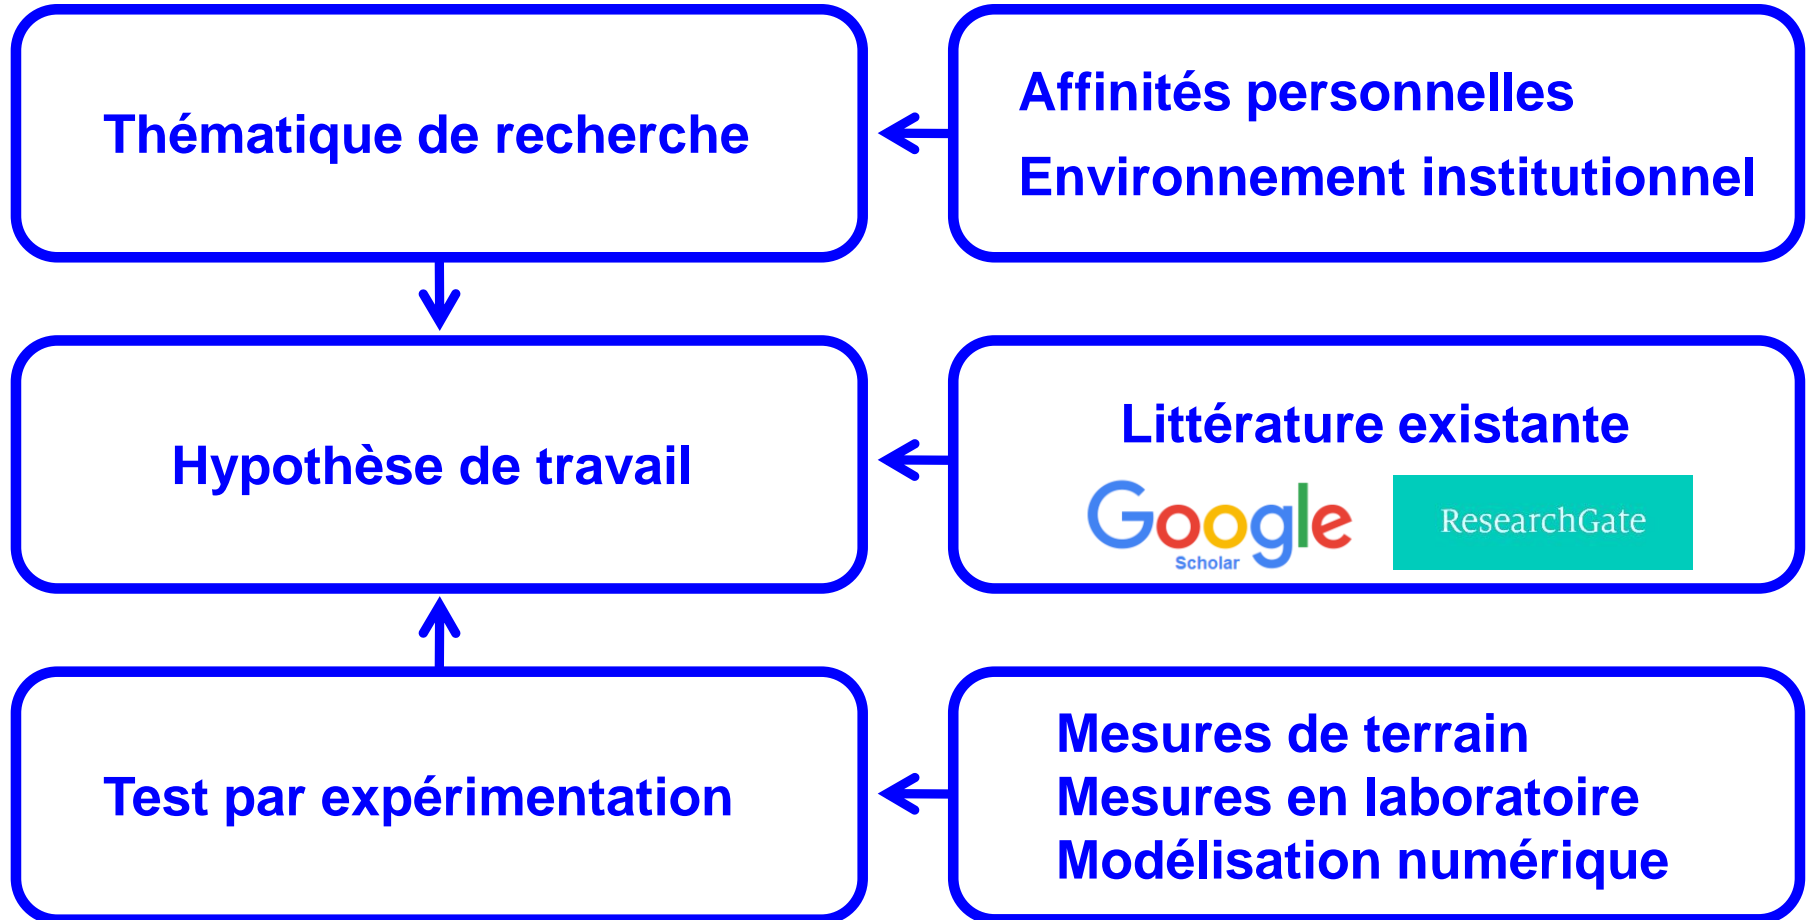 Thématique de recherche
Affinités personnelles
Environnement institutionnel
Hypothèse de travail
Littérature existante
Google
Scholar
ResearchGate
Test par expérimentation
Mesures de terrain
Mesures en laboratoire
Modélisation numérique